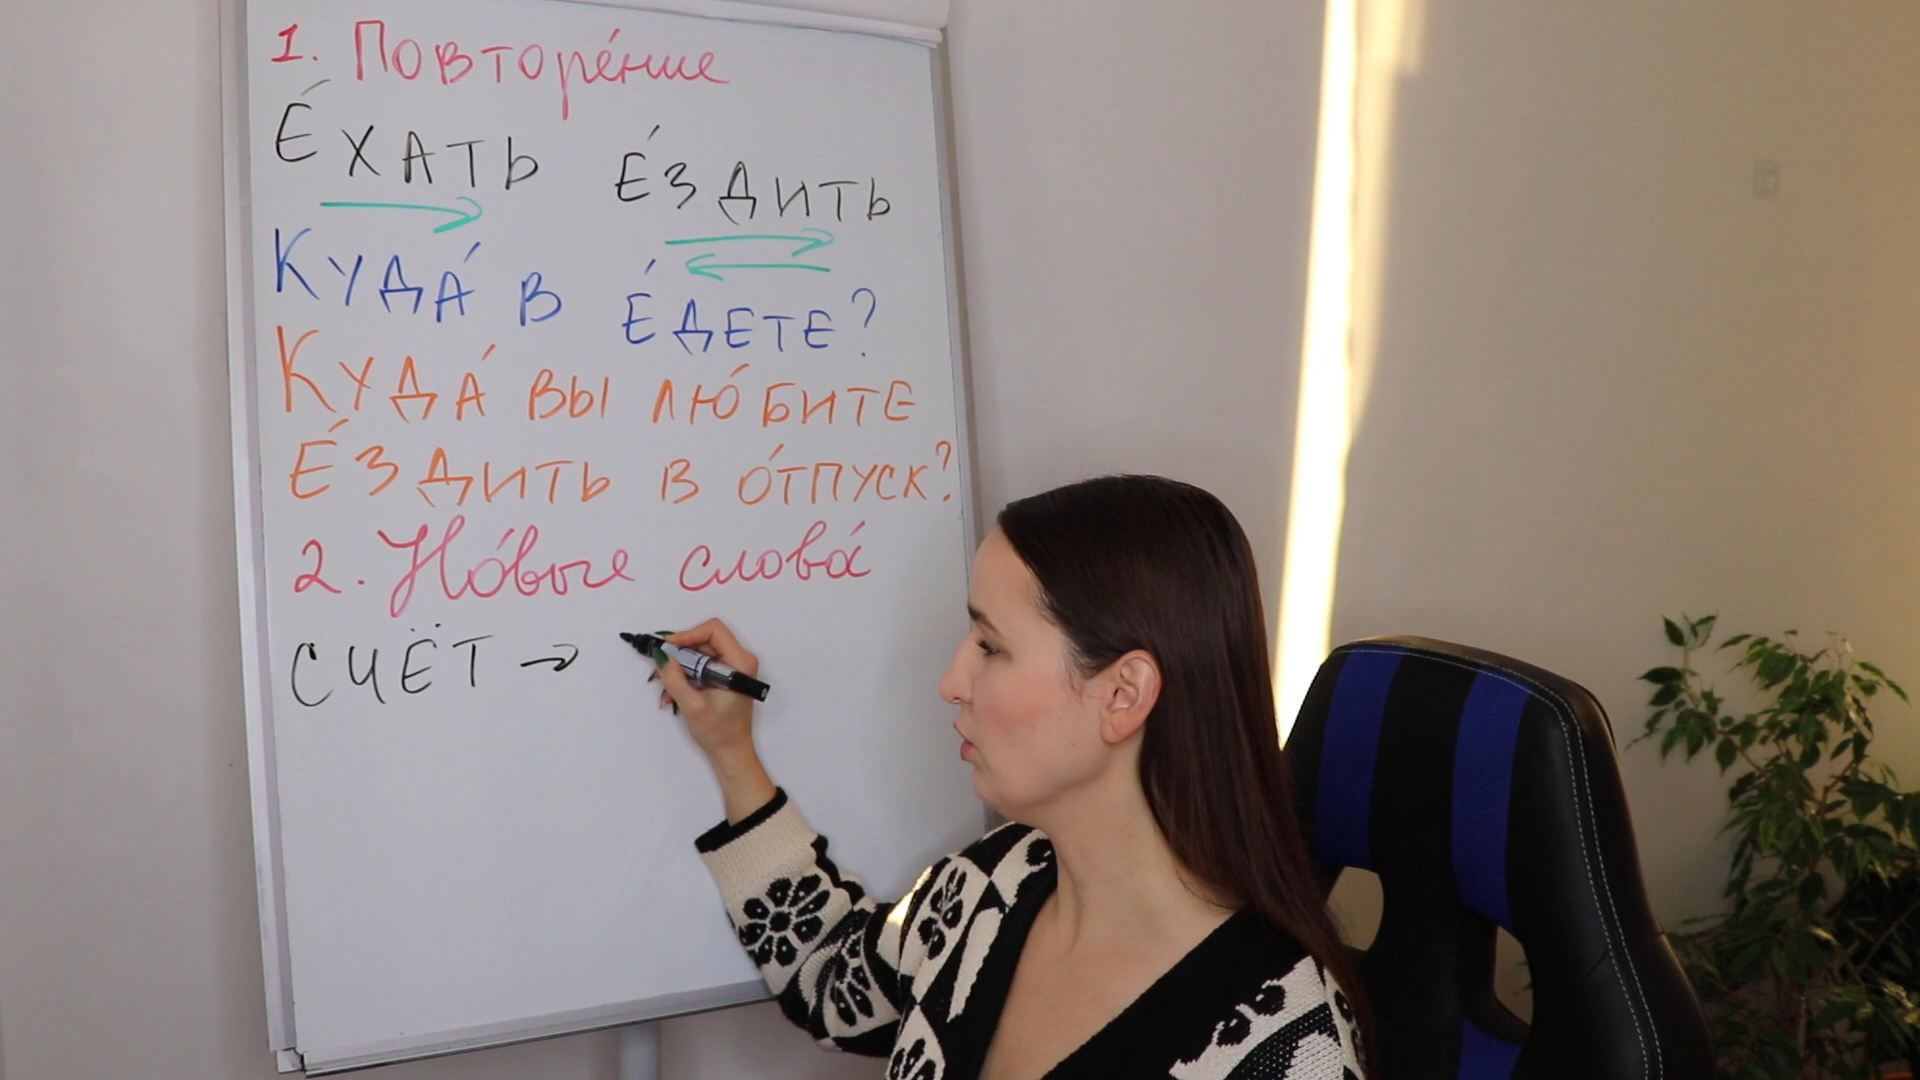 1. Повторе́ние
Е́ХАТЬ Е́ЗДИТЬ
КУДА́ В Е́ДЕТЕ?
КУДА́ ВЫ ЛЮ́БИТЕ
Е́ЗДИТЬ В О́ТПУСК?
2. Но́вые слова́
СЧЁТ →